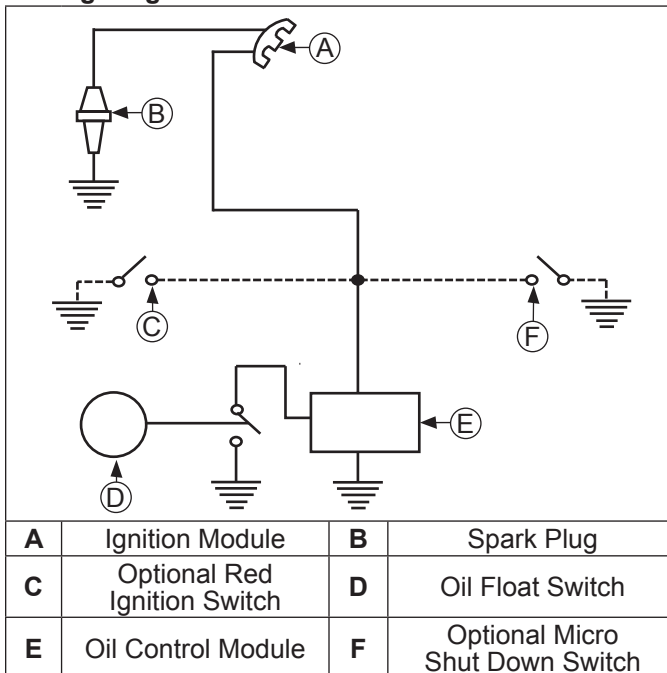 A
B
C
F
E
D
A Ignition Module B Spark Plug
C Optional Red Ignition Switch D Oil Float Switch
E Oil Control Module F Optional Micro Shut Down Switch